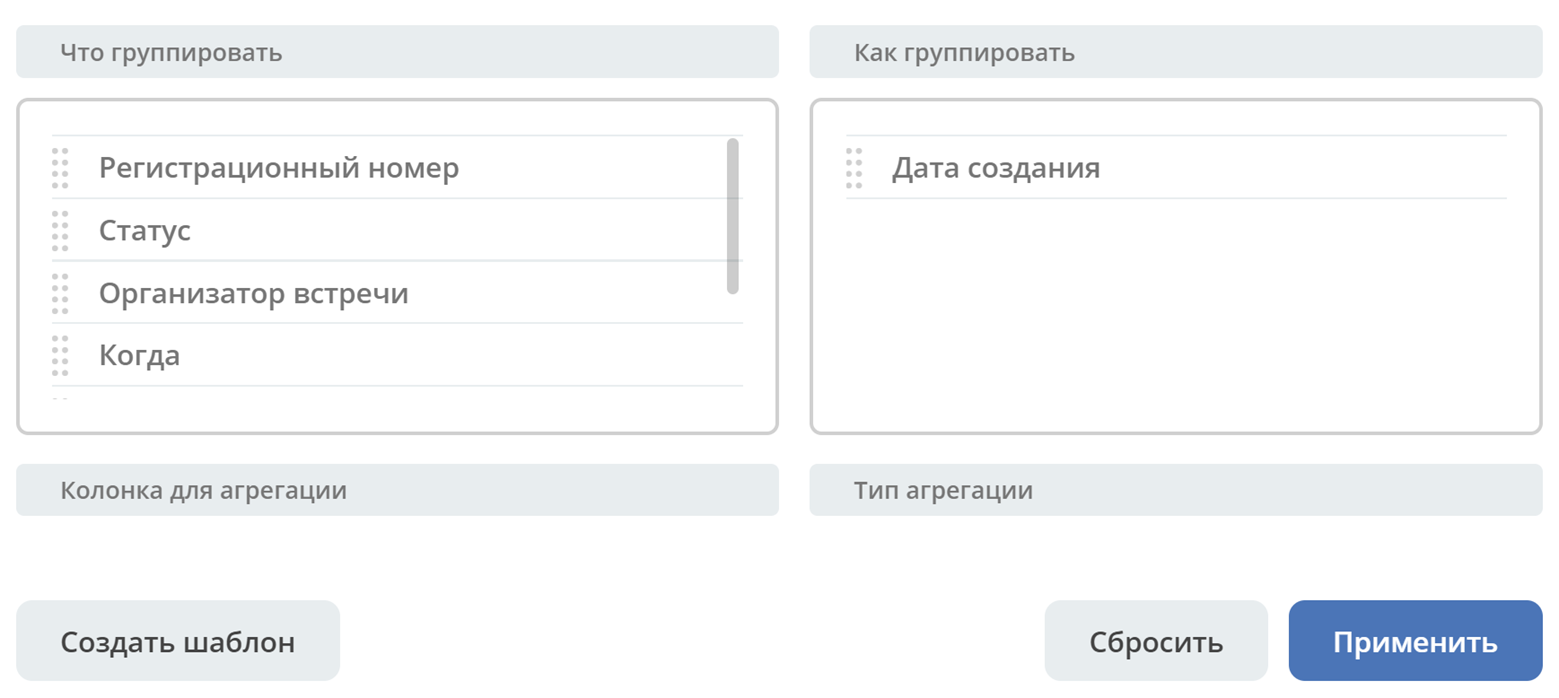 Что группировать
Как группировать
Регистрационный номер
Дата создания
Статус
Организатор встречи
Когда
Колонка для агрегации
Тип агрегации
Создать шаблон
Сбросить
Применить